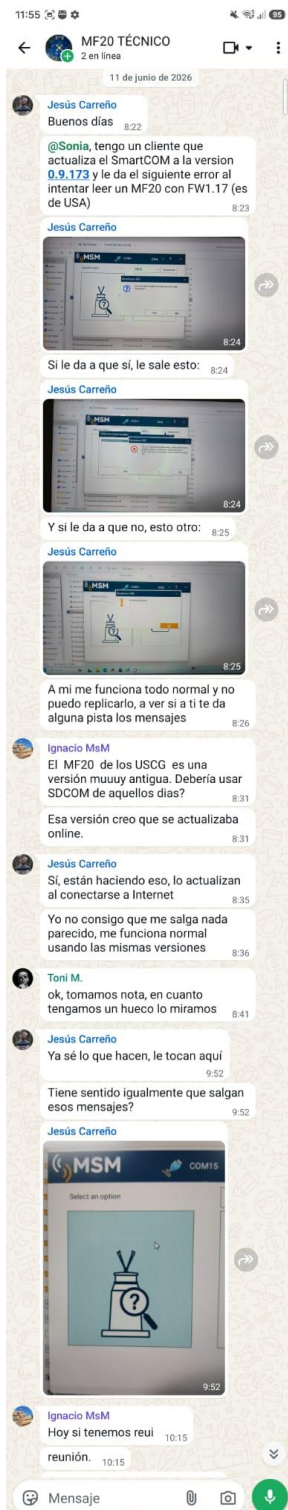 11:55
95
MF20 TÉCNICO
2 en línea
11 de junio de 2026
Jesús Carreño
Buenos días
8:22
@Sonia, tengo un cliente que
actualiza el SmartCOM a la version
0.9.173 y le da el siguiente error al
intentar leer un MF20 con FW1.17 (es
de USA)
8:23
Jesús Carreño
MSM
8:24
Si le da a que sí, le sale esto:
8:24
Jesús Carreño
MSM
8:24
Y si le da a que no, esto otro:
8:25
Jesús Carreño
MSM
8:25
A mi me funciona todo normal y no
puedo replicarlo, a ver si a ti te da
alguna pista los mensajes
8:26
Ignacio MsM
El MF20 de los USCG es una
versión muuuy antigua. Debería usar
SDCOM de aquellos dias?
8:31
Esa versión creo que se actualizaba
online.
8:31
Jesús Carreño
Sí, están haciendo eso, lo actualizan
al conectarse a Internet
8:35
Yo no consigo que me salga nada
parecido, me funciona normal
usando las mismas versiones
8:36
Toni M.
ok, tomamos nota, en cuanto
tengamos un hueco lo miramos
8:41
Jesús Carreño
Ya sé lo que hacen, le tocan aquí
9:52
Tiene sentido igualmente que salgan
esos mensajes?
9:52
Jesús Carreño
MSM
COM15
Select an option
9:52
Ignacio MsM
Hoy si tenemos reui
10:15
reunión.
10:15
Mensaje